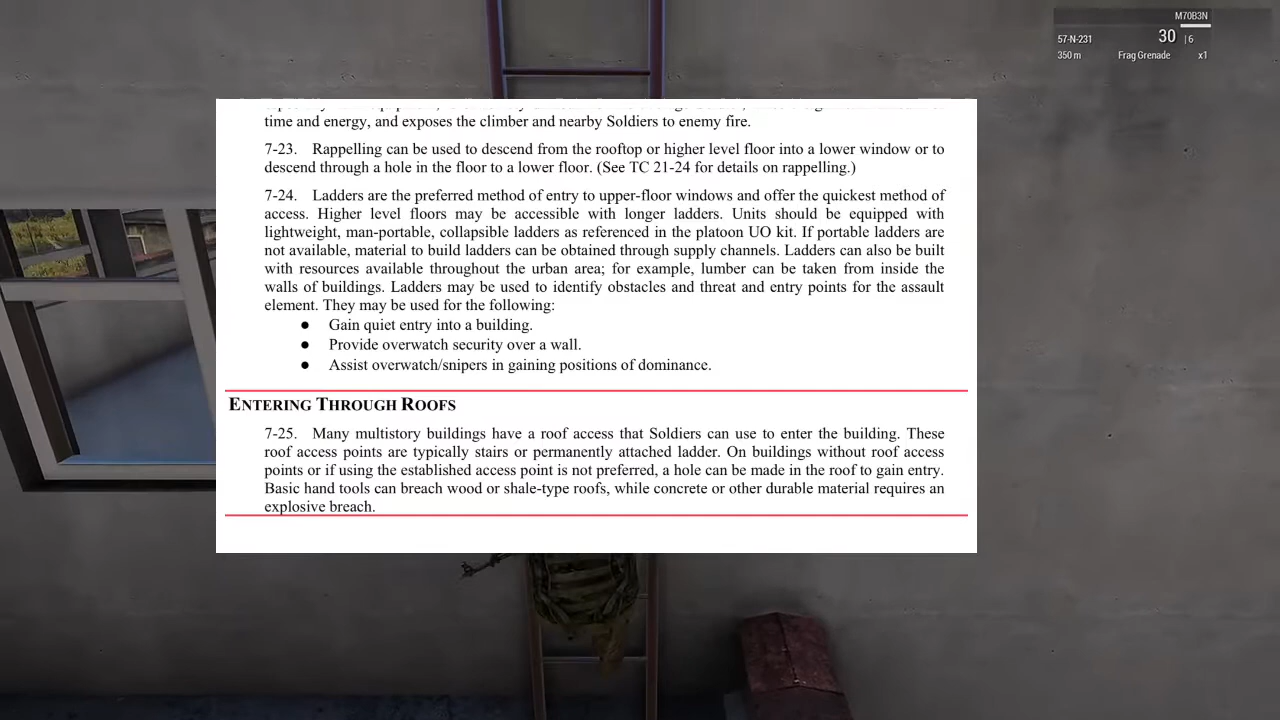 M70B3N
57-N-231 30 |6
350 m Frag Grenade x1
time and energy, and exposes the climber and nearby Soldiers to enemy fire.
7-23. Rappelling can be used to descend from the rooftop or higher level floor into a lower window or to
descend through a hole in the floor to a lower floor. (See TC 21-24 for details on rappelling.)
7-24. Ladders are the preferred method of entry to upper-floor windows and offer the quickest method of
access. Higher level floors may be accessible with longer ladders. Units should be equipped with
lightweight, man-portable, collapsible ladders as referenced in the platoon UO kit. If portable ladders are
not available, material to build ladders can be obtained through supply channels. Ladders can also be built
with resources available throughout the urban area; for example, lumber can be taken from inside the
walls of buildings. Ladders may be used to identify obstacles and threat and entry points for the assault
element. They may be used for the following:
● Gain quiet entry into a building.
● Provide overwatch security over a wall.
● Assist overwatch/snipers in gaining positions of dominance.
ENTERING THROUGH ROOFS
7-25. Many multistory buildings have a roof access that Soldiers can use to enter the building. These
roof access points are typically stairs or permanently attached ladder. On buildings without roof access
points or if using the established access point is not preferred, a hole can be made in the roof to gain entry.
Basic hand tools can breach wood or shale-type roofs, while concrete or other durable material requires an
explosive breach.